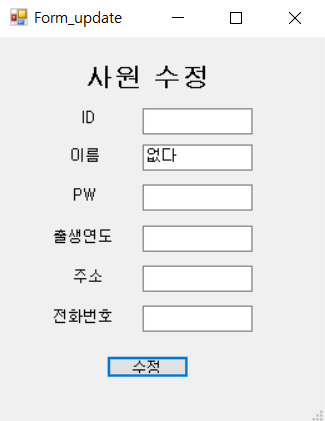 Form_update
사원 수정
ID
이름 없다
PW
출생연도
주소
전화번호
수정